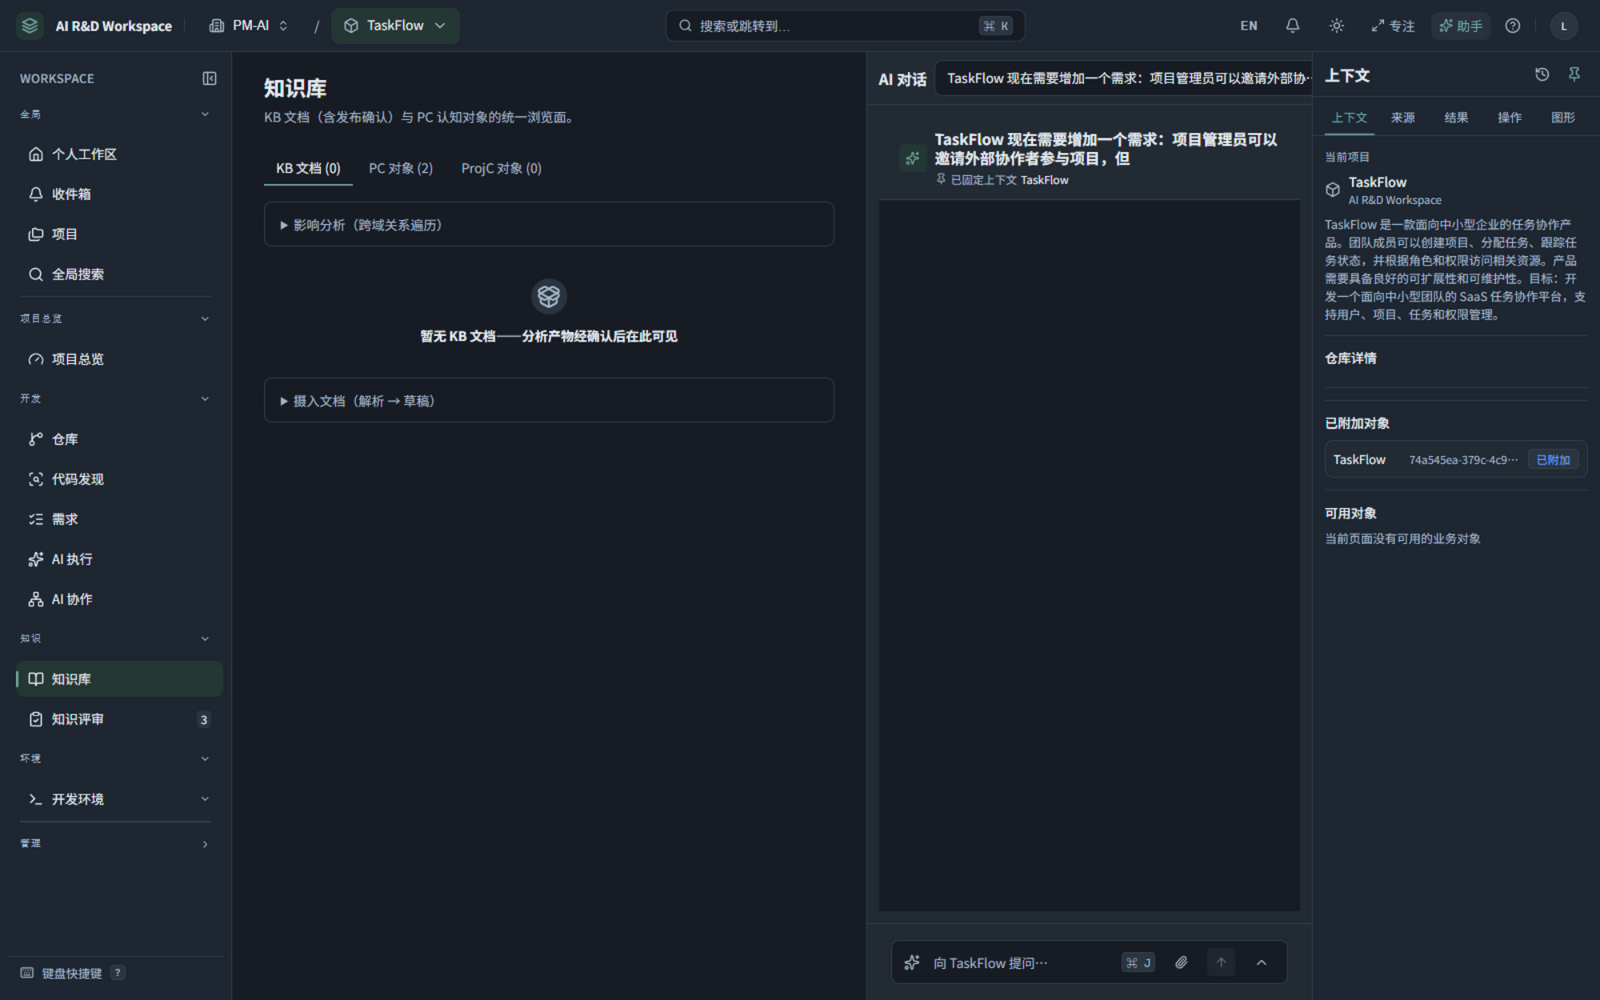 AI R&D Workspace
PM-AI
/
TaskFlow
搜索或跳转到...
⌘ K
EN
专注
助手
L
WORKSPACE
全局
个人工作区
收件箱
项目
全局搜索
项目总览
项目总览
开发
仓库
代码发现
需求
AI 执行
AI 协作
知识
知识库
知识评审
3
环境
开发环境
管理
键盘快捷键
?
知识库
KB 文档（含发布确认）与 PC 认知对象的统一浏览面。
KB 文档 (0)
PC 对象 (2)
ProjC 对象 (0)
▶ 影响分析（跨域关系遍历）
暂无 KB 文档——分析产物经确认后在此可见
▶ 摄入文档（解析 → 草稿）
AI 对话
TaskFlow 现在需要增加一个需求：项目管理员可以邀请外部协…
TaskFlow 现在需要增加一个需求：项目管理员可以
邀请外部协作者参与项目，但
已固定上下文 TaskFlow
向 TaskFlow 提问…
⌘ J
上下文
上下文
来源
结果
操作
图形
当前项目
TaskFlow
AI R&D Workspace
TaskFlow 是一款面向中小型企业的任务协作产
品。团队成员可以创建项目、分配任务、跟踪任
务状态，并根据角色和权限访问相关资源。产品
需要具备良好的可扩展性和可维护性。目标：开
发一个面向中小型团队的 SaaS 任务协作平台，支
持用户、项目、任务和权限管理。
仓库详情
已附加对象
TaskFlow
74a545ea-379c-4c9…
已附加
可用对象
当前页面没有可用的业务对象